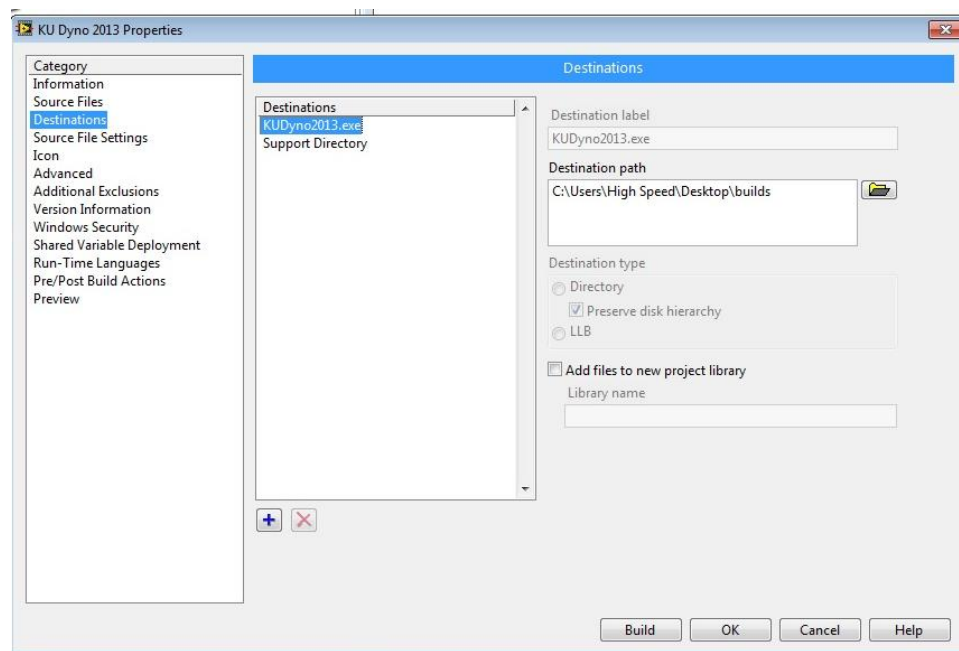 KU Dyno 2013 Properties
Category
Information
Source Files
Destinations
Source File Settings
Icon
Advanced
Additional Exclusions
Version Information
Windows Security
Shared Variable Deployment
Run-Time Languages
Pre/Post Build Actions
Preview
Destinations
Destinations
KUDyno2013.exe
Support Directory
Destination label
KUDyno2013.exe
Destination path
C:\Users\High Speed\Desktop\builds
Destination type
Directory
Preserve disk hierarchy
LLB
Add files to new project library
Library name
Build
OK
Cancel
Help